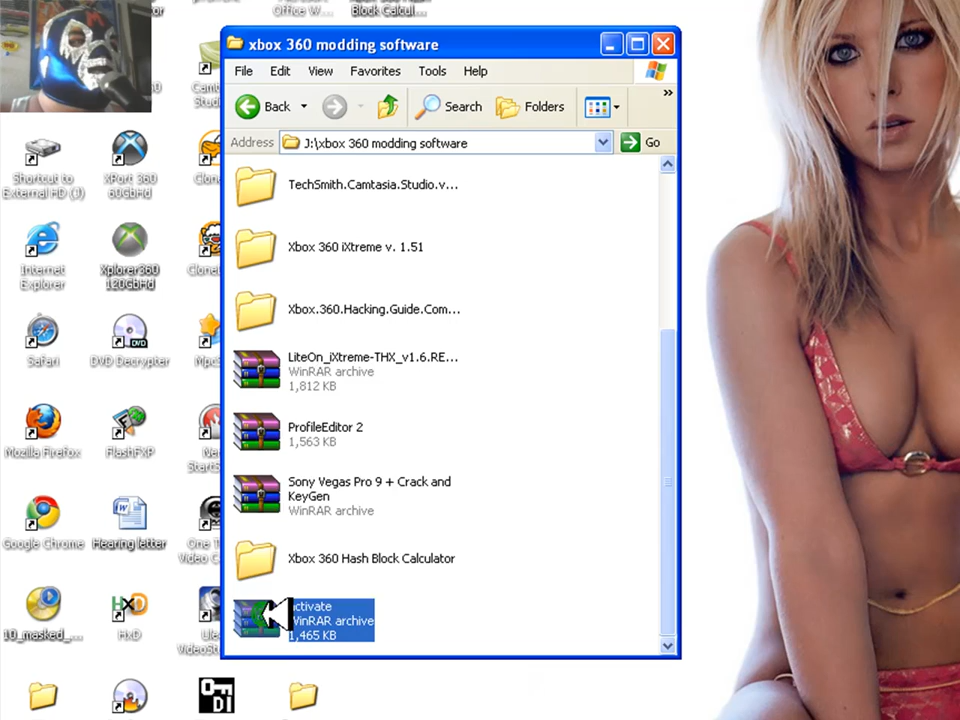 Office W...
Block Calcul...
xbox 360 modding software
File Edit View Favorites Tools Help
Back Search Folders
Address J:\xbox 360 modding software Go
TechSmith.Camtasia.Studio.v...
Xbox 360 iXtreme v. 1.51
Xbox.360.Hacking.Guide.Com...
LiteOn_iXtreme-THX_v1.6.RE...
WinRAR archive
1,812 KB
ProfileEditor 2
1,563 KB
Sony Vegas Pro 9 + Crack and
KeyGen
WinRAR archive
Xbox 360 Hash Block Calculator
activate
WinRAR archive
1,465 KB
Shortcut to
External HD (J)
XPort 360
60GBHd
Internet
Explorer
Xplorer360
120GBHd
Safari
DVD Decrypter
DVD
Mozilla Firefox
FlashFXP
Google Chrome
Hearing letter
10_masked_...
HxD